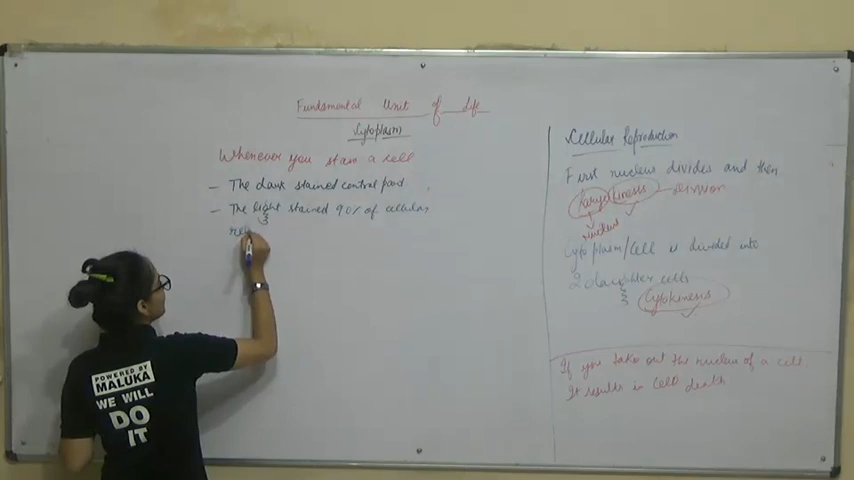 Fundamental Unit of Life
Cytoplasm
Whenever you stain a cell
- The dark stained central part
- The light stained 90% of cellular
re
Cellular Reproduction
First nucleus divides and then
Karyokinesis - Division
Nucleus
Cytoplasm/Cell is divided into
2 daughter cells
Cytokinesis
If you take out the nucleus of a cell
It results in cell death
POWERED BY
MALUKA
WE WILL
DO
IT